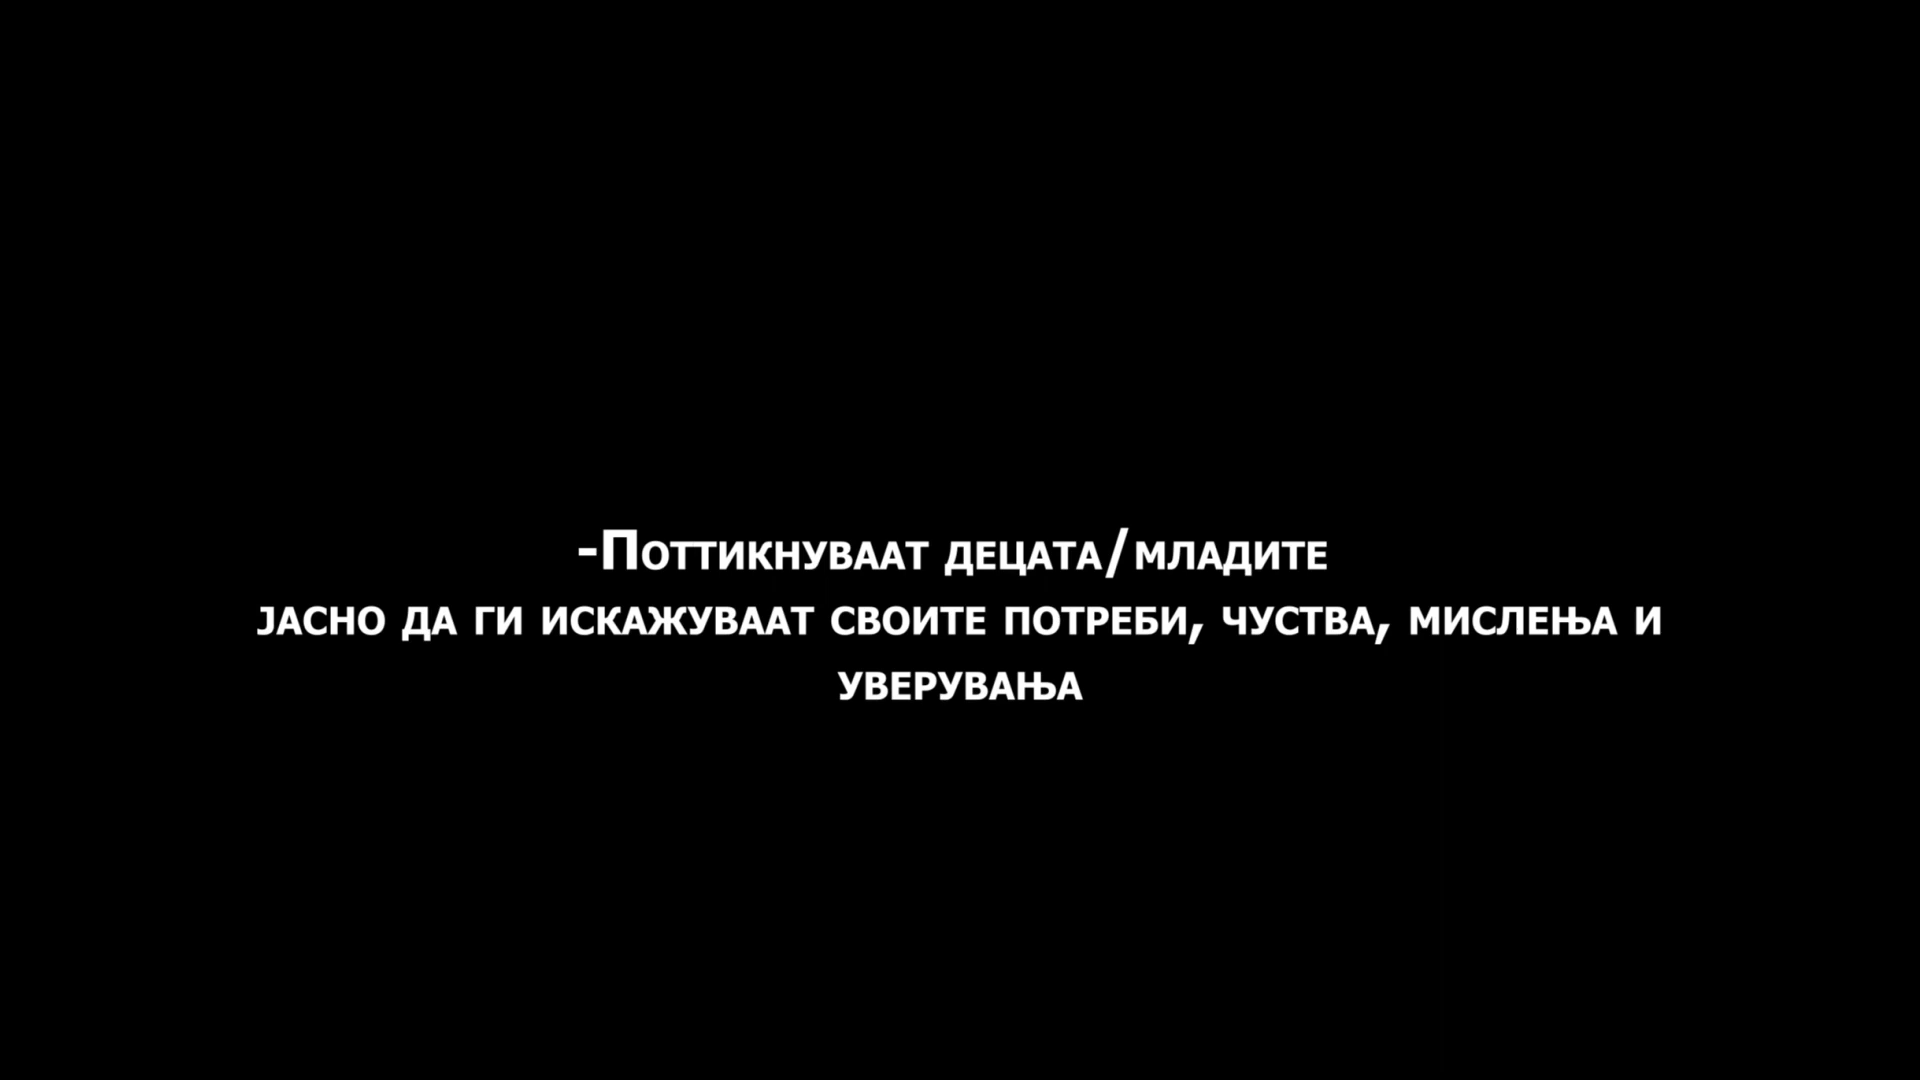 -Поттикнуваат децата/младите
јасно да ги искажуваат своите потреби, чуства, мислења и
уверувања